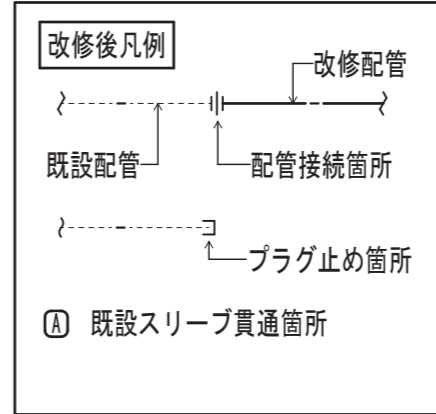 改修後凡例
改修配管
既設配管
配管接続箇所
プラグ止め箇所
A 既設スリーブ貫通箇所